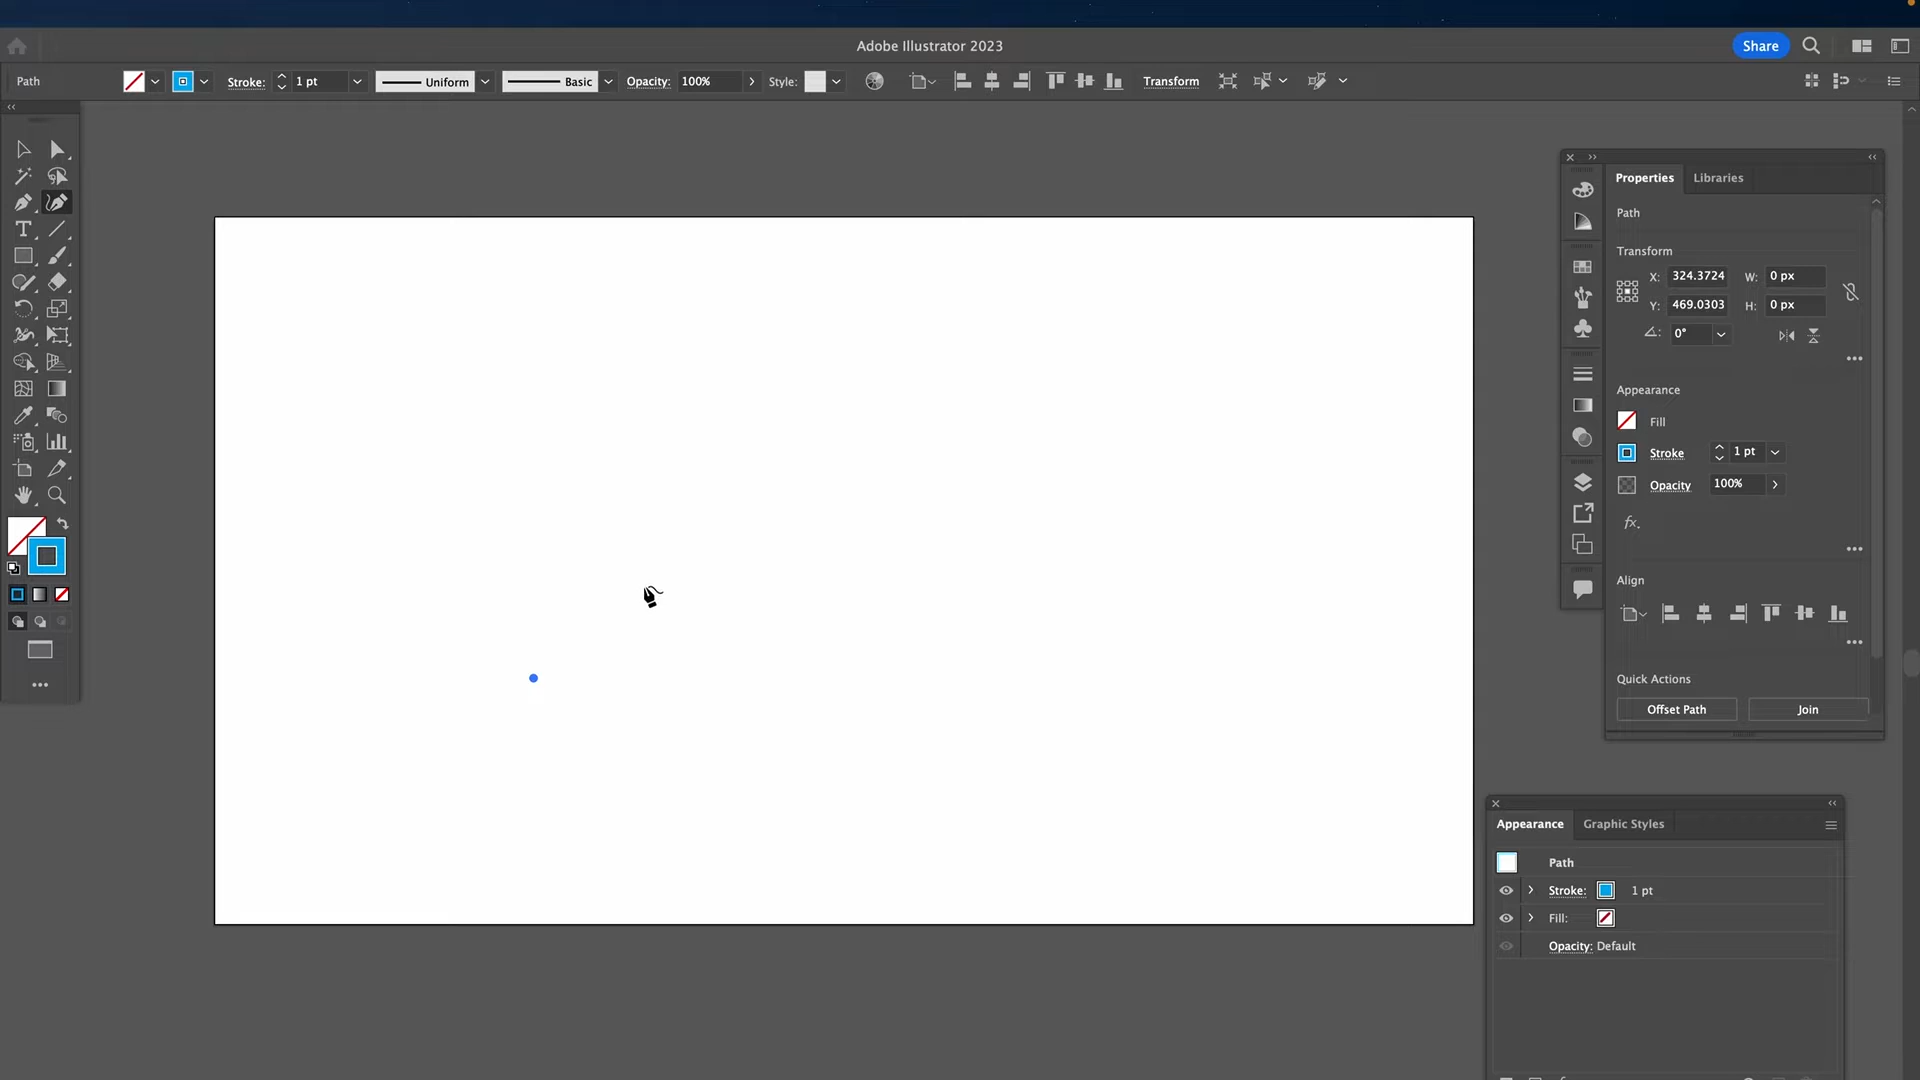 Adobe Illustrator 2023
Share
Path
Stroke:
1 pt
Uniform
Basic
Opacity:
100%
Style:
Transform
Properties
Libraries
Path
Transform
X:
324.3724
W:
0 px
Y:
469.0303
H:
0 px
0°
Appearance
Fill
Stroke
1 pt
Opacity
100%
fx.
Align
Quick Actions
Offset Path
Join
Appearance
Graphic Styles
Path
Stroke:
1 pt
Fill:
Opacity: Default